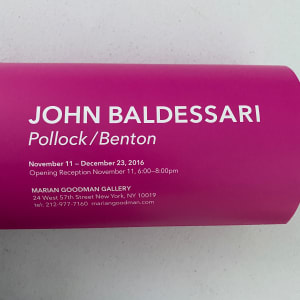 JOHN BALDESSARI
Pollock/Benton
November 11 – December 23, 2016
Opening Reception November 11, 6:00–8:00pm
MARIAN GOODMAN GALLERY
24 West 57th Street New York, NY 10019
tel. 212-977-7160 mariangoodman.com